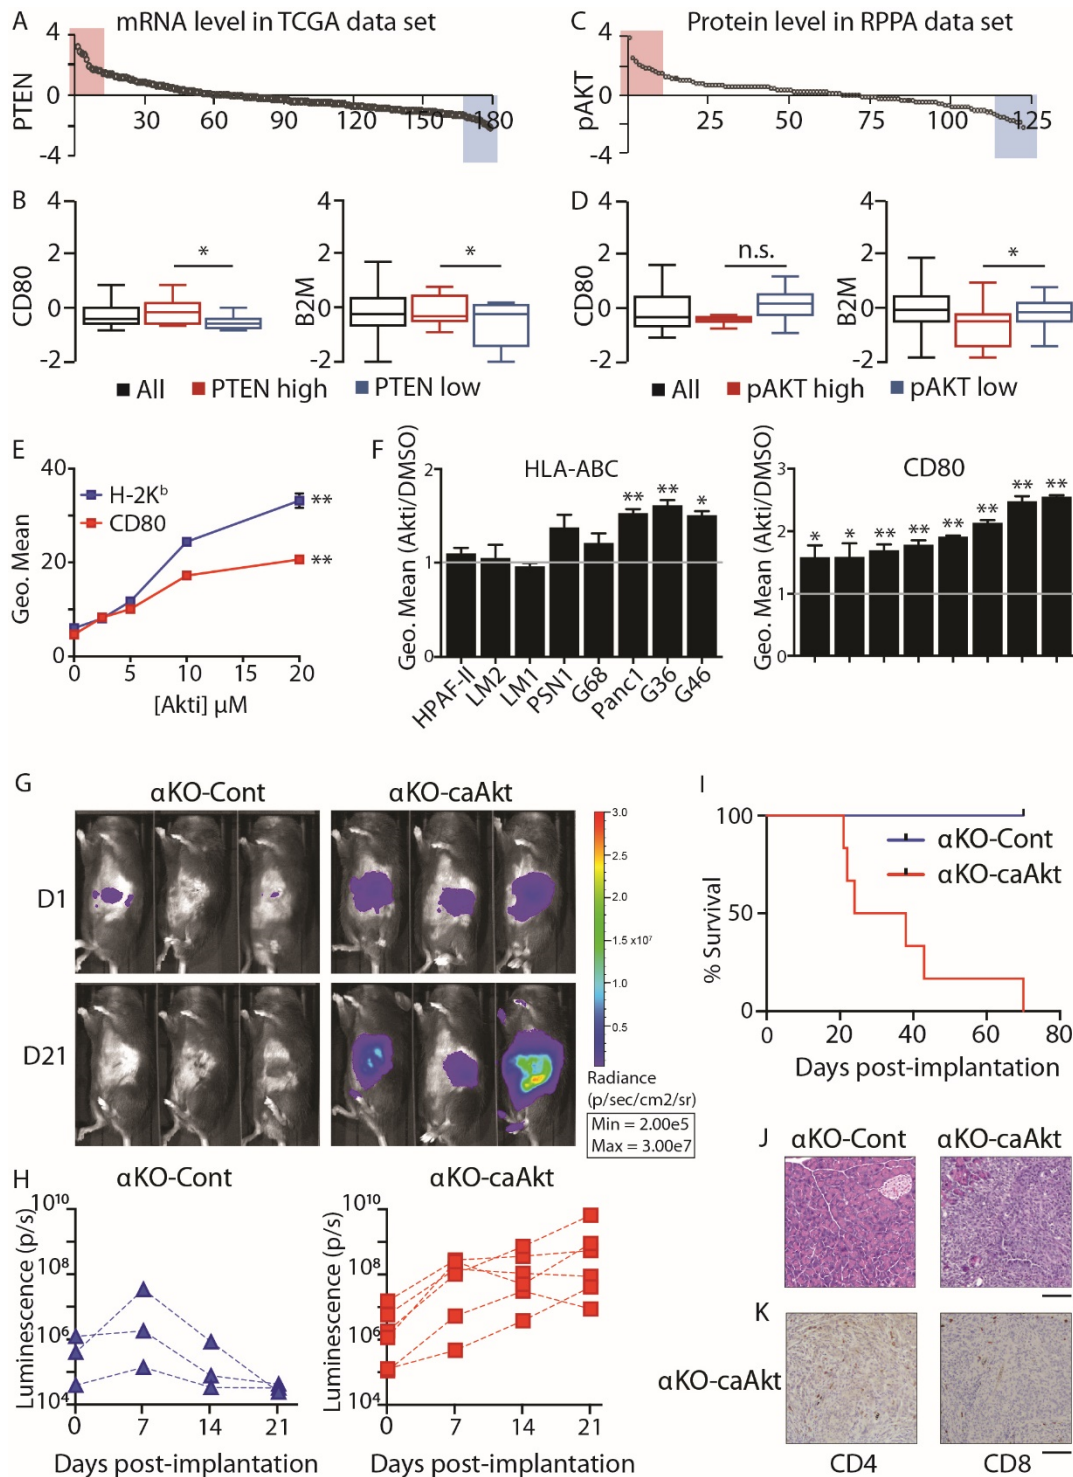 A mRNA level in TCGA data set
PTEN
4
0
-4
30 60 90 120 150 180
C Protein level in RPPA data set
pAKT
4
0
-4
25 50 75 100 125
B
CD80
4
2
0
-2
*
B2M
4
2
0
-2
*
All PTEN high PTEN low
D
CD80
4
2
0
-2
n.s.
B2M
4
2
0
-2
*
All pAKT high pAKT low
E
Geo. Mean
40
20
0
H-2Kᵇ
CD80
**
**
0 5 10 15 20
[Akti] μM
F
HLA-ABC
Geo. Mean (Akti/DMSO)
2
1
0
** ** *
HPAF-II LM2 LM1 PSN1 G68 Panc1 G36 G46
CD80
Geo. Mean (Akti/DMSO)
3
2
1
0
* * ** ** ** ** ** **
G
αKO-Cont αKO-caAkt
D1
D21
3.0
2.5
2.0
1.5 x10⁷
1.0
0.5
Radiance
(p/sec/cm2/sr)
Min = 2.00e5
Max = 3.00e7
H
αKO-Cont
Luminescence (p/s)
10¹⁰
10⁸
10⁶
10⁴
0 7 14 21
Days post-implantation
αKO-caAkt
Luminescence (p/s)
10¹⁰
10⁸
10⁶
10⁴
0 7 14 21
Days post-implantation
I
% Survival
100
50
0
αKO-Cont
αKO-caAkt
0 20 40 60 80
Days post-implantation
J αKO-Cont αKO-caAkt
K
αKO-caAkt
CD4 CD8